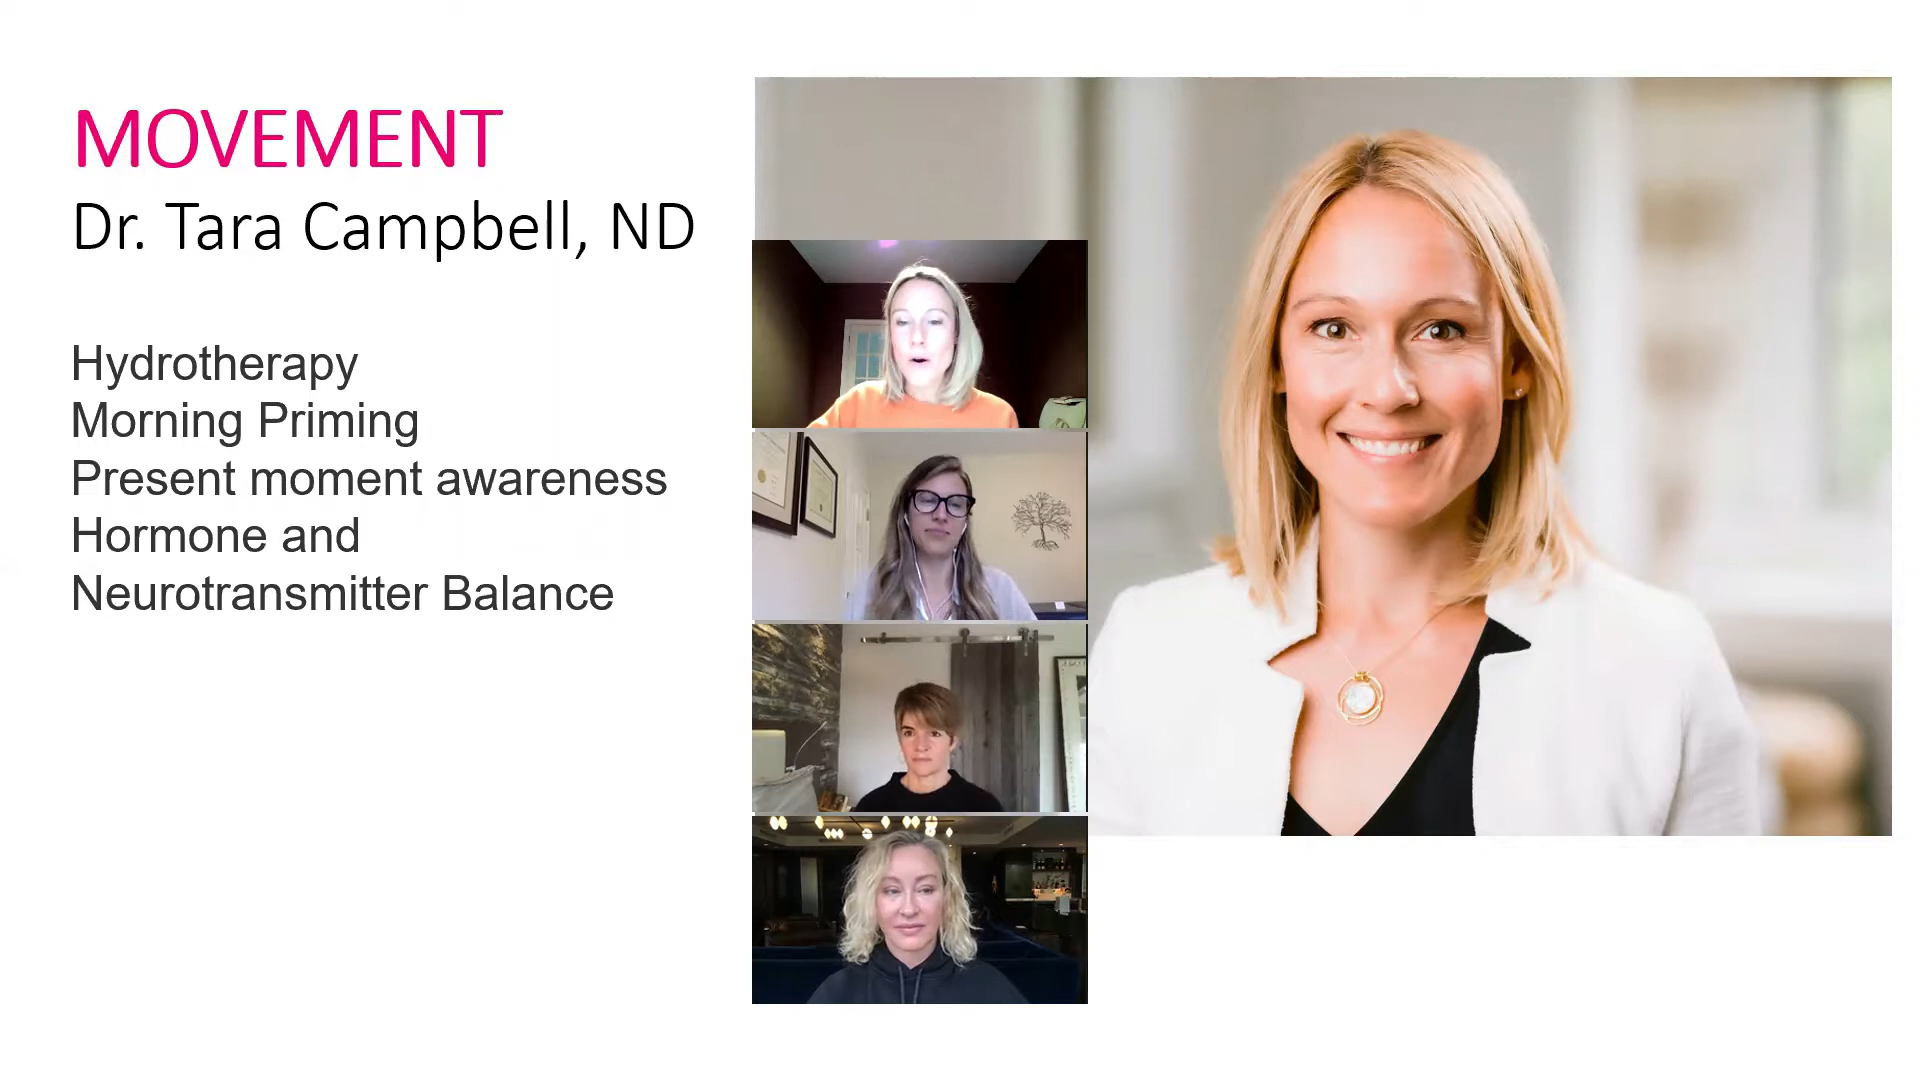 MOVEMENT
Dr. Tara Campbell, ND
Hydrotherapy
Morning Priming
Present moment awareness
Hormone and
Neurotransmitter Balance